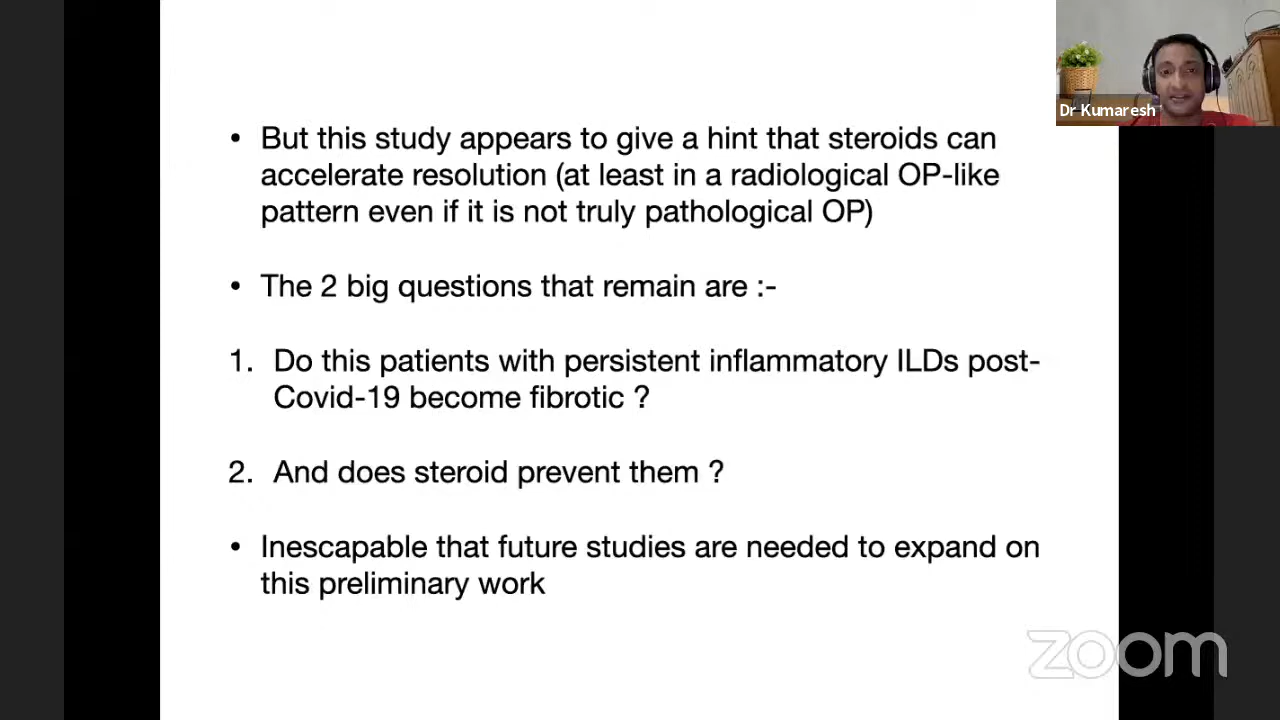 Dr Kumaresh
• But this study appears to give a hint that steroids can
accelerate resolution (at least in a radiological OP-like
pattern even if it is not truly pathological OP)
• The 2 big questions that remain are :-
1. Do this patients with persistent inflammatory ILDs post-
Covid-19 become fibrotic ?
2. And does steroid prevent them ?
• Inescapable that future studies are needed to expand on
this preliminary work
zoom